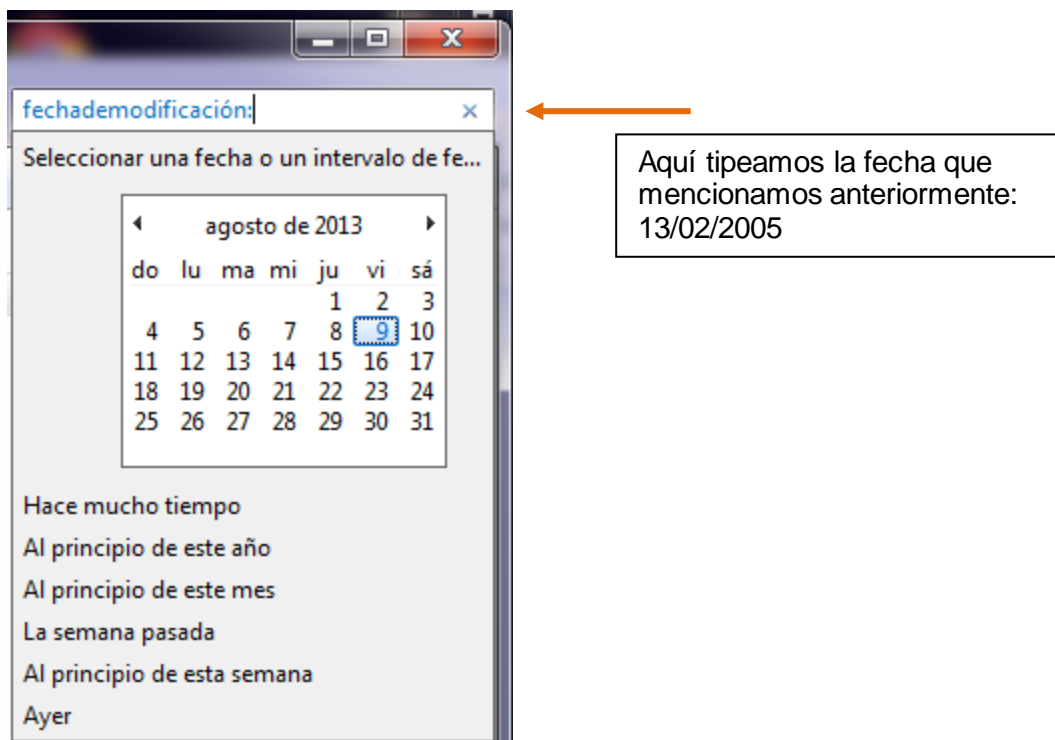 fechademodificación:
Seleccionar una fecha o un intervalo de fe...
agosto de 2013
do lu ma mi ju vi sá
1 2 3
4 5 6 7 8 9 10
11 12 13 14 15 16 17
18 19 20 21 22 23 24
25 26 27 28 29 30 31
Hace mucho tiempo
Al principio de este año
Al principio de este mes
La semana pasada
Al principio de esta semana
Ayer
Aquí tipeamos la fecha que
mencionamos anteriormente:
13/02/2005